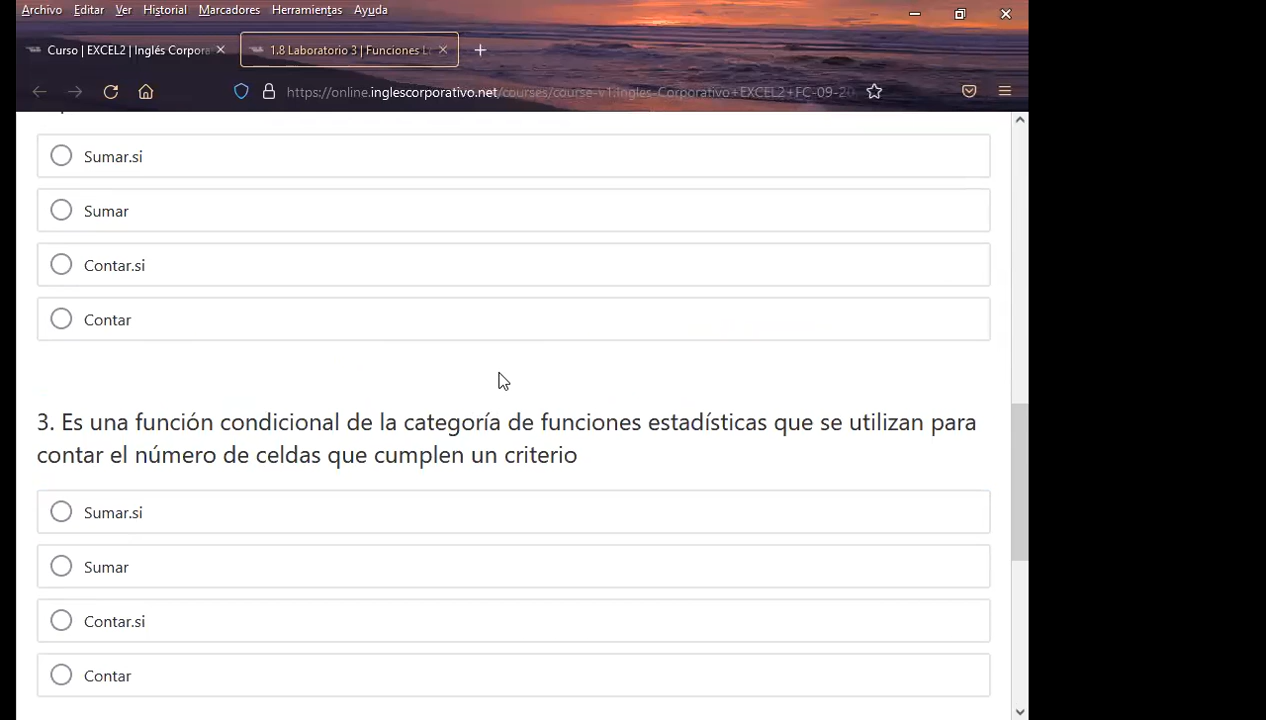 Archivo Editar Ver Historial Marcadores Herramientas Ayuda
Curso | EXCEL2 | Inglés Corpora
1.8 Laboratorio 3 | Funciones L
https://online.inglescorporativo.net/courses/course-v1:Ingles-Corporativo+EXCEL2+FC-09-20
Sumar.si
Sumar
Contar.si
Contar
3. Es una función condicional de la categoría de funciones estadísticas que se utilizan para
contar el número de celdas que cumplen un criterio
Sumar.si
Sumar
Contar.si
Contar